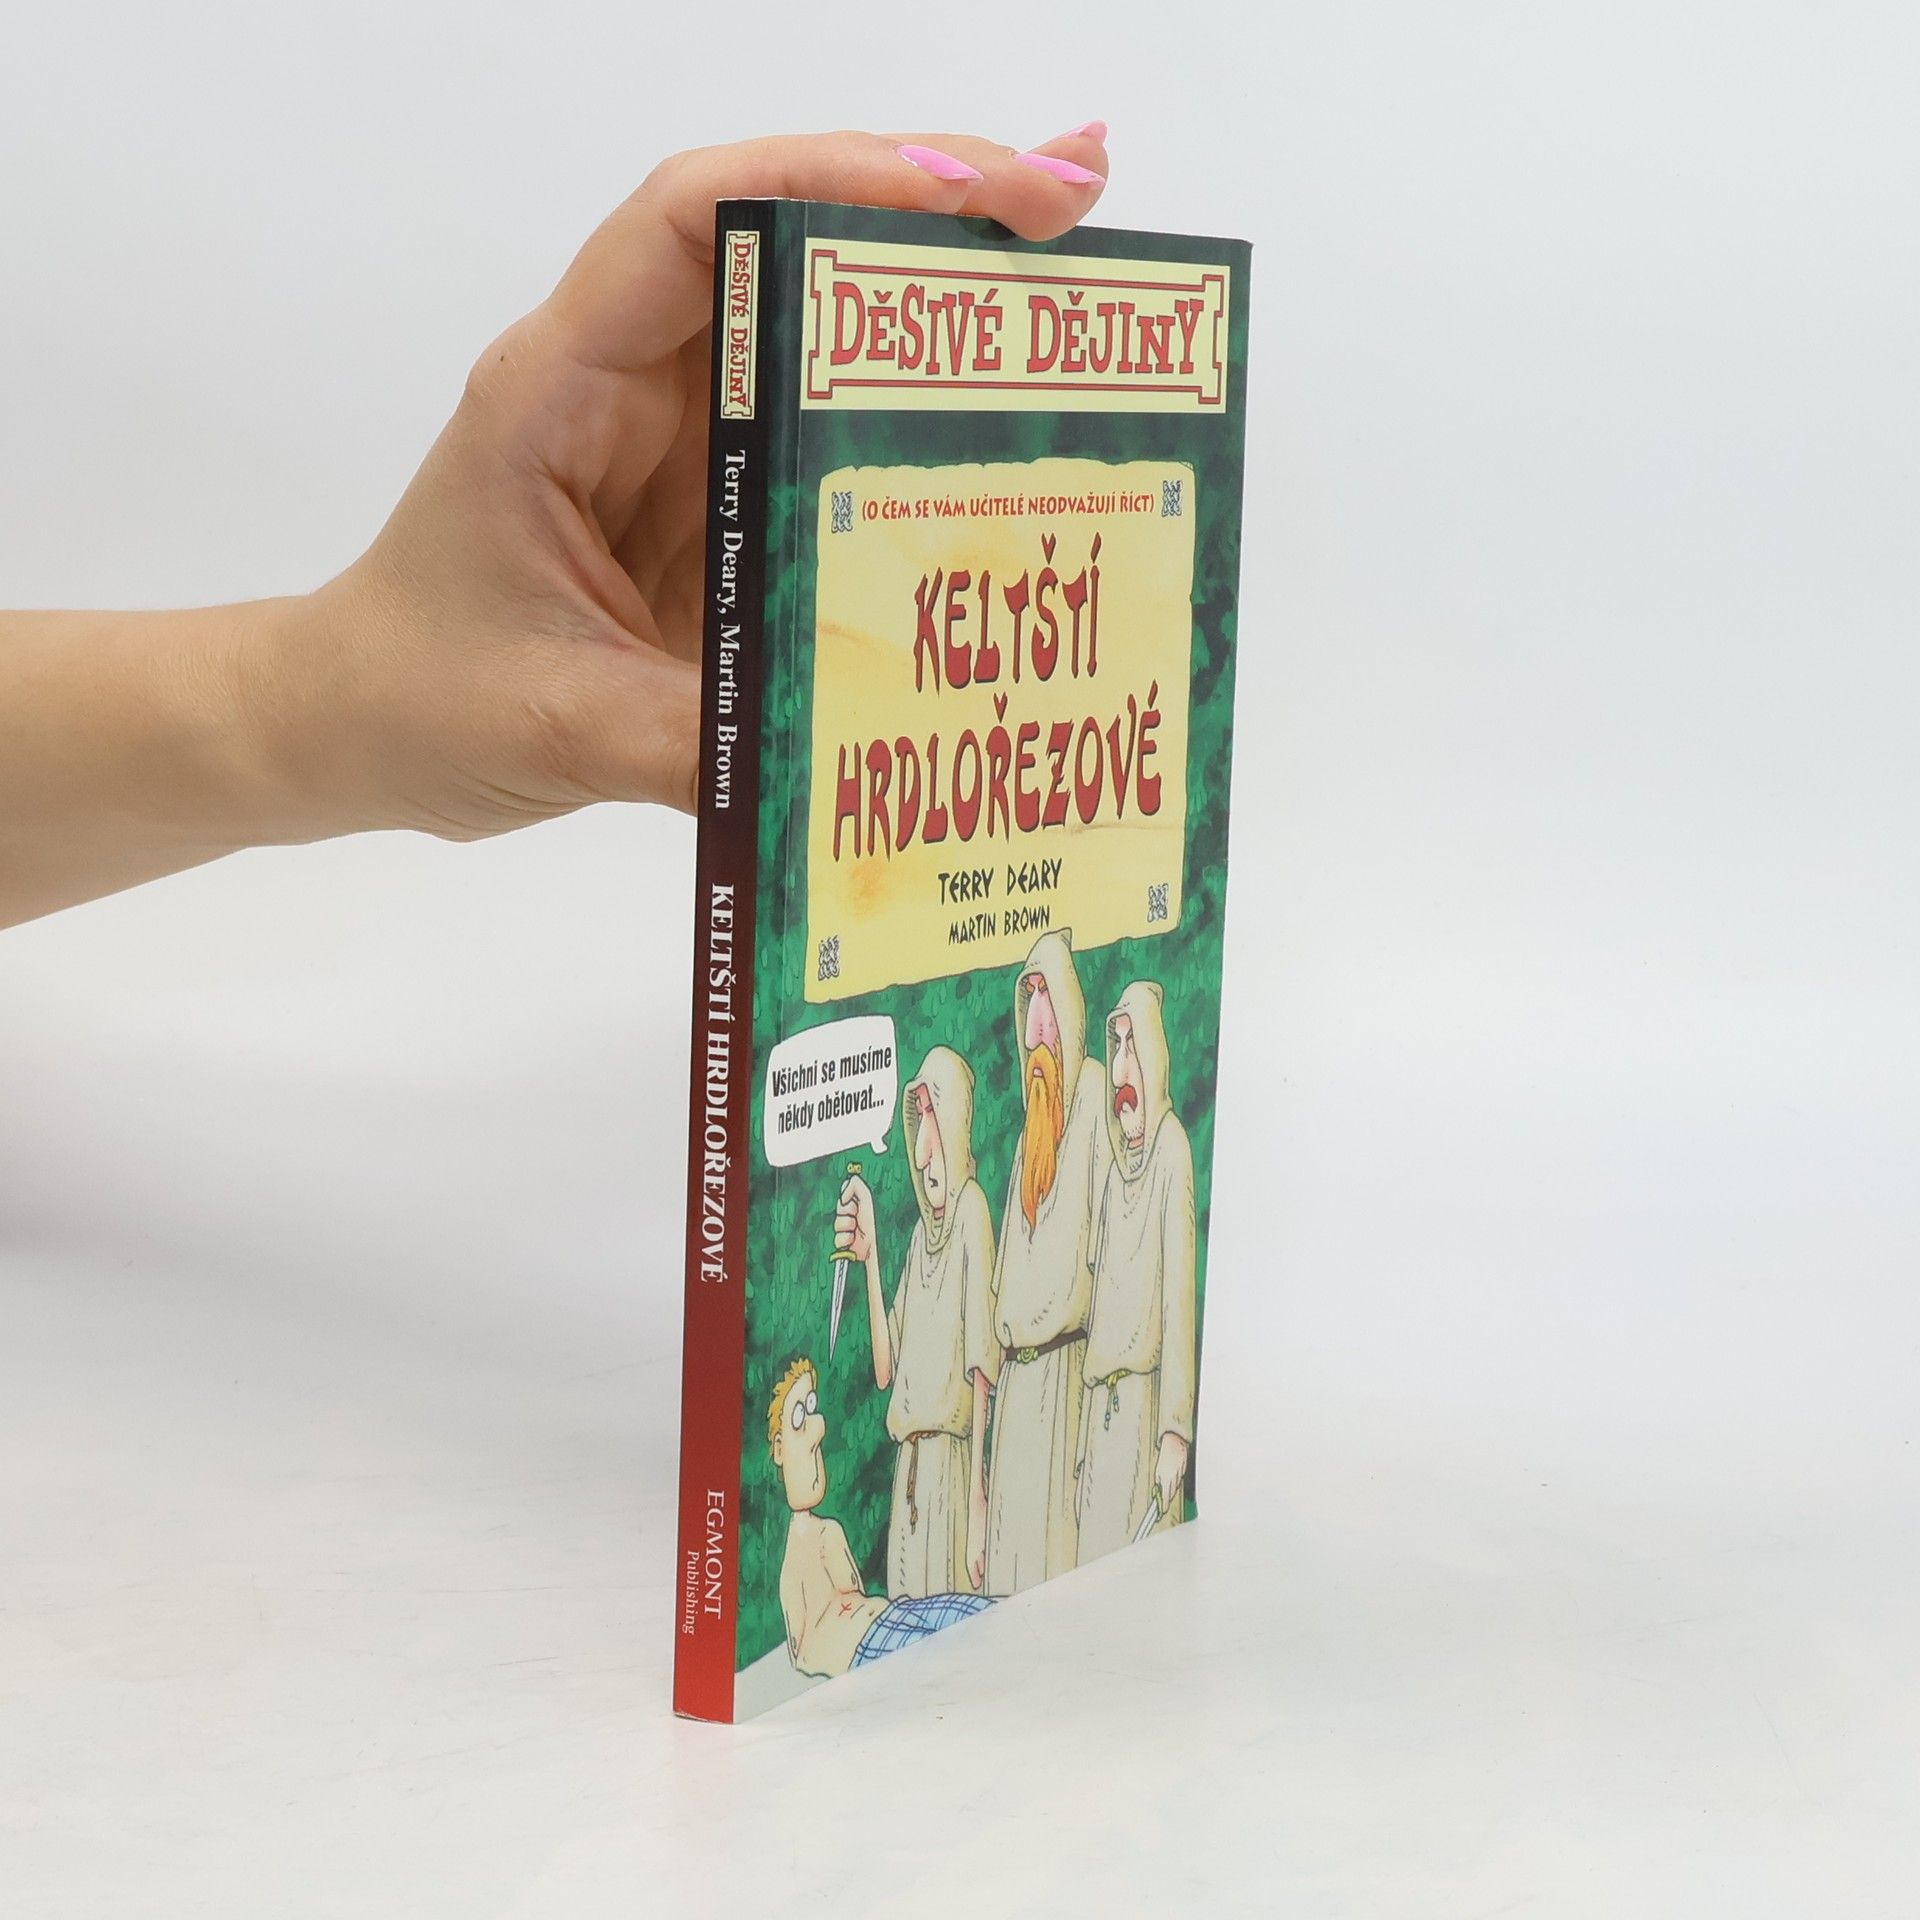 DĚSIVÉ DĚJINY
Terry Deary, Martin Brown
KELTŠTÍ HRDLOŘEZOVÉ
EGMONT
Publishing
DĚSIVÉ DĚJINY
(O ČEM SE VÁM UČITELÉ NEODVAŽUJÍ ŘÍCT)
KELTŠTÍ
HRDLOŘEZOVÉ
TERRY DEARY
MARTIN BROWN
Všichni se musíme
někdy obětovat...